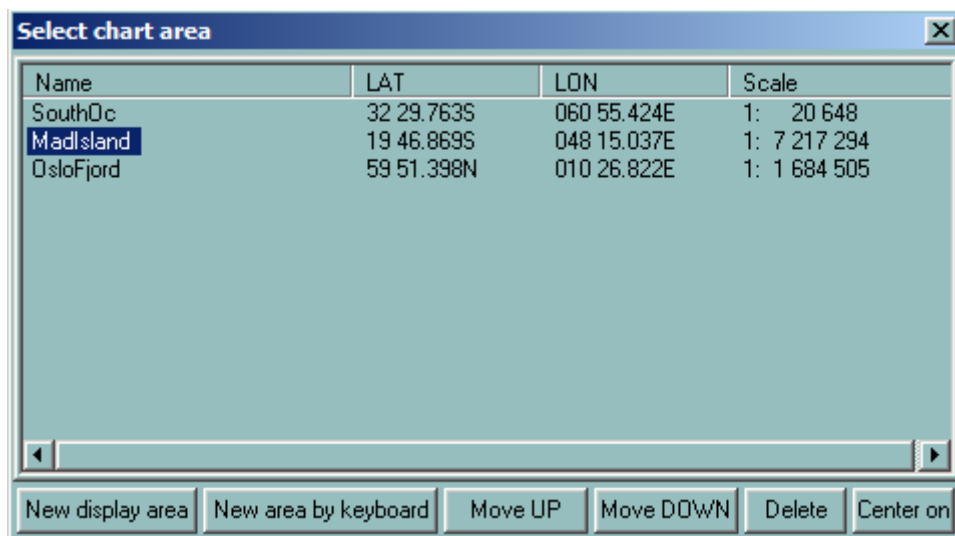 Select chart area
Name LAT LON Scale
SouthOc 32 29.763S 060 55.424E 1: 20 648
MadIsland 19 46.869S 048 15.037E 1: 7 217 294
OsloFjord 59 51.398N 010 26.822E 1: 1 684 505
New display area New area by keyboard Move UP Move DOWN Delete Center on